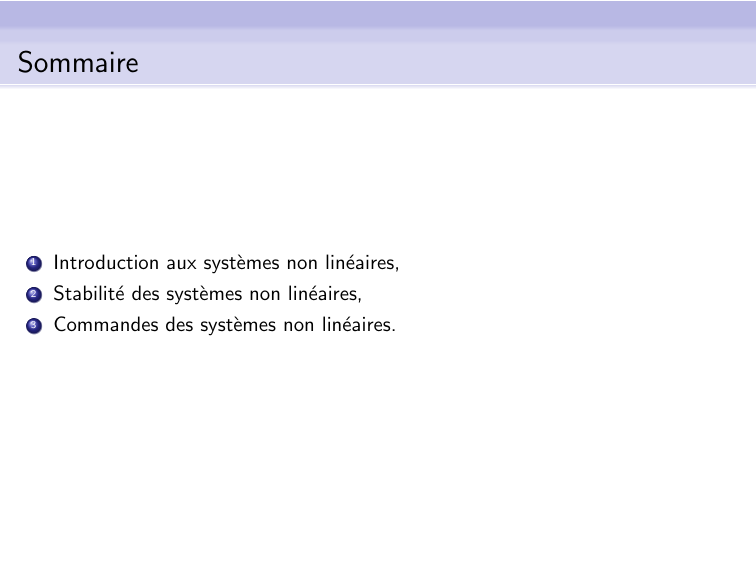 Sommaire
1 Introduction aux systèmes non linéaires,
2 Stabilité des systèmes non linéaires,
3 Commandes des systèmes non linéaires.